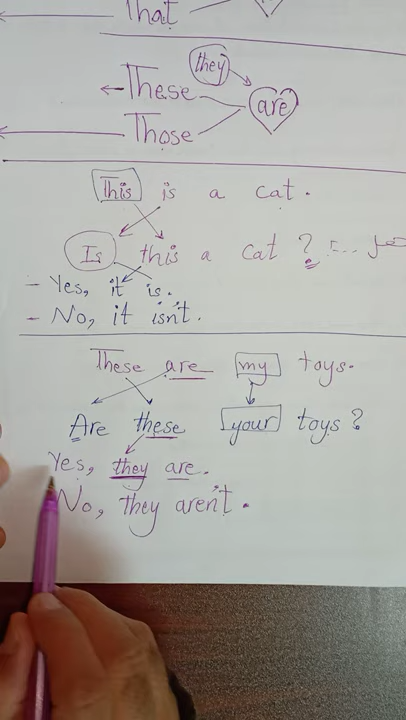 That
they
These
are
Those
This is a cat.
Is this a cat ?
- Yes, it is.
- No, it isn't.
These are my toys.
Are these your toys?
Yes, they are.
No, they aren't.